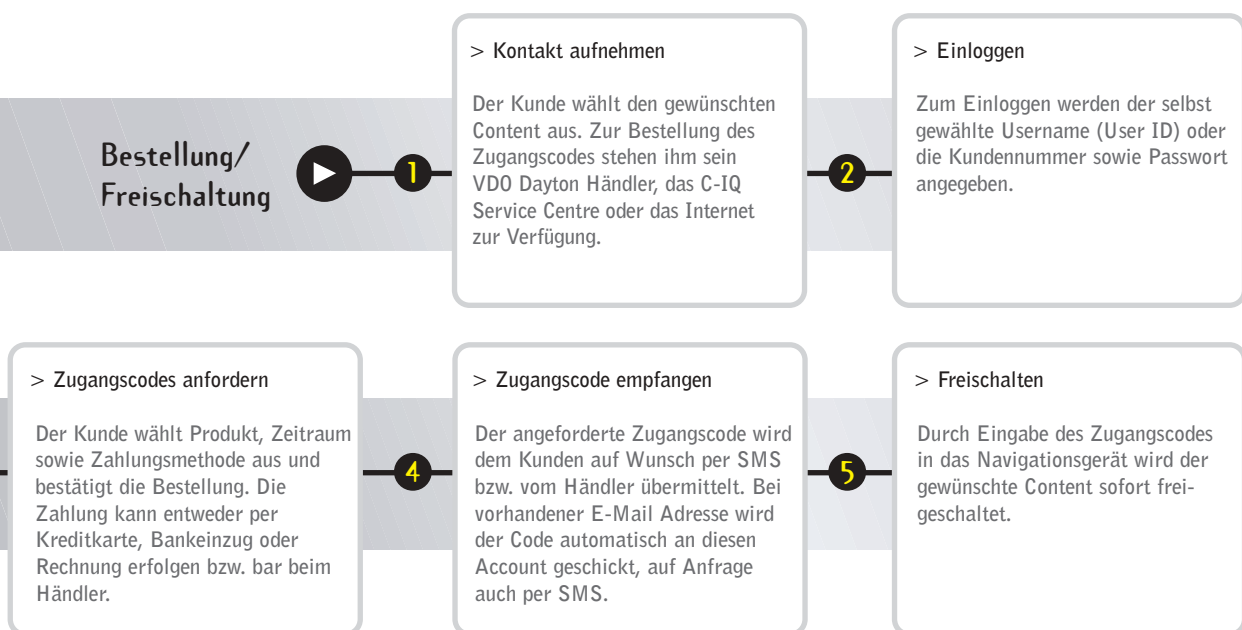 Bestellung/
Freischaltung
1
> Kontakt aufnehmen
Der Kunde wählt den gewünschten
Content aus. Zur Bestellung des
Zugangscodes stehen ihm sein
VDO Dayton Händler, das C-IQ
Service Centre oder das Internet
zur Verfügung.
2
> Einloggen
Zum Einloggen werden der selbst
gewählte Username (User ID) oder
die Kundennummer sowie Passwort
angegeben.
> Zugangscodes anfordern
Der Kunde wählt Produkt, Zeitraum
sowie Zahlungsmethode aus und
bestätigt die Bestellung. Die
Zahlung kann entweder per
Kreditkarte, Bankeinzug oder
Rechnung erfolgen bzw. bar beim
Händler.
4
> Zugangscode empfangen
Der angeforderte Zugangscode wird
dem Kunden auf Wunsch per SMS
bzw. vom Händler übermittelt. Bei
vorhandener E-Mail Adresse wird
der Code automatisch an diesen
Account geschickt, auf Anfrage
auch per SMS.
5
> Freischalten
Durch Eingabe des Zugangscodes
in das Navigationsgerät wird der
gewünschte Content sofort frei-
geschaltet.